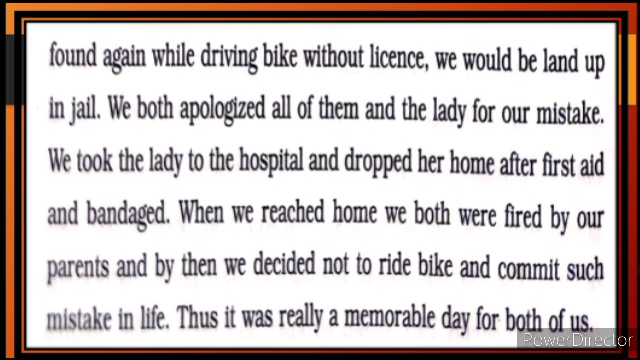 found again while driving bike without licence, we would be land up
in jail. We both apologized all of them and the lady for our mistake.
We took the lady to the hospital and dropped her home after first aid
and bandaged. When we reached home we both were fired by our
parents and by then we decided not to ride bike and commit such
mistake in life. Thus it was really a memorable day for both of us.
PowerDirector